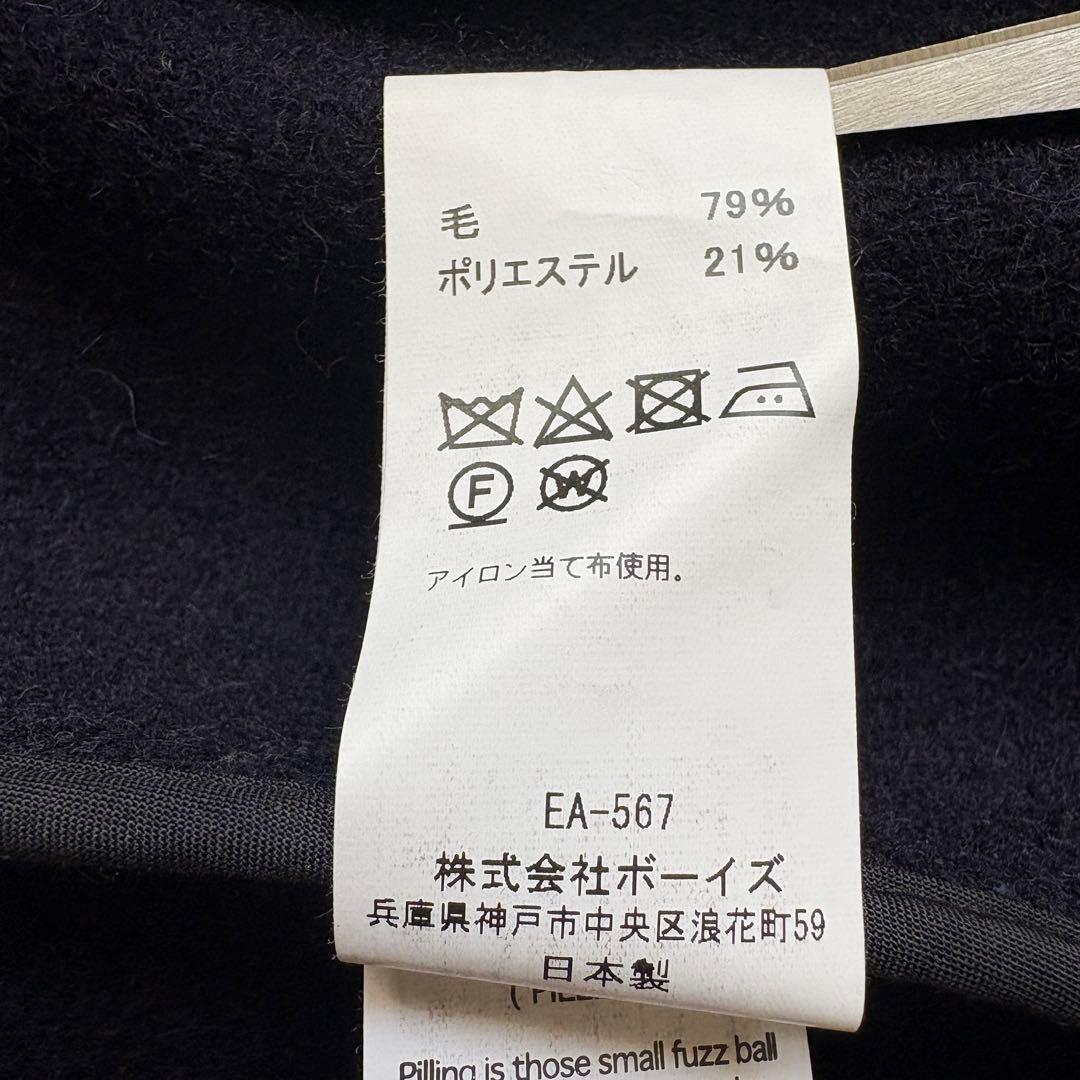 毛 79%
ポリエステル 21%
F W
アイロン当て布使用。
EA-567
株式会社ボーイズ
兵庫県神戸市中央区浪花町59
日本製
Pilling is those small fuzz ball